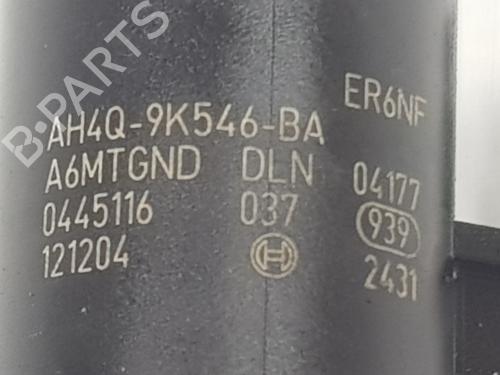 ER6NF
AH4Q-9K546-BA
A6MTGND DLN 04177
0445116 037 939
121204 2431
B-PARTS